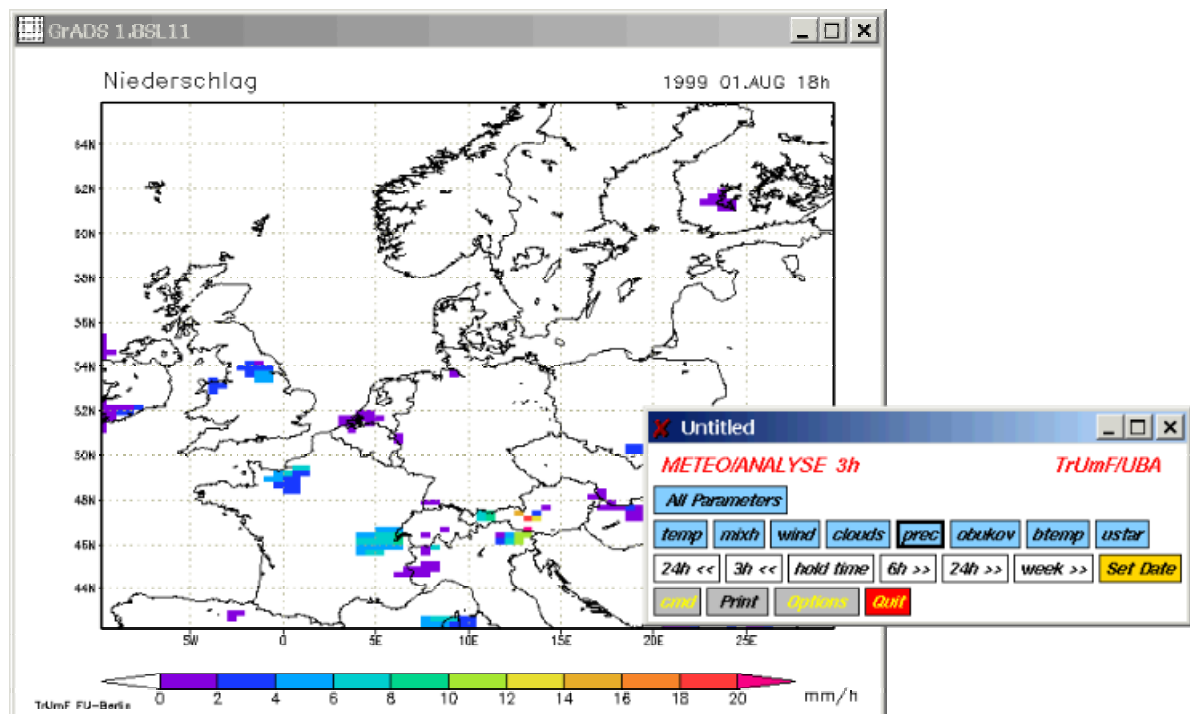 GrADS 1.8SL11
Niederschlag 1999 01.AUG 18h
64N
62N
60N
58N
56N
54N
52N
50N
48N
46N
44N
5W 0 5E 10E 15E 20E 25E
0 2 4 6 8 10 12 14 16 18 20 mm/h
TrUmF FU-Berlin
Untitled
METEO/ANALYSE 3h TrUmF/UBA
All Parameters
temp mixh wind clouds prec obukov btemp ustar
24h << 3h << hold time 6h >> 24h >> week >> Set Date
cmd Print Options Quit